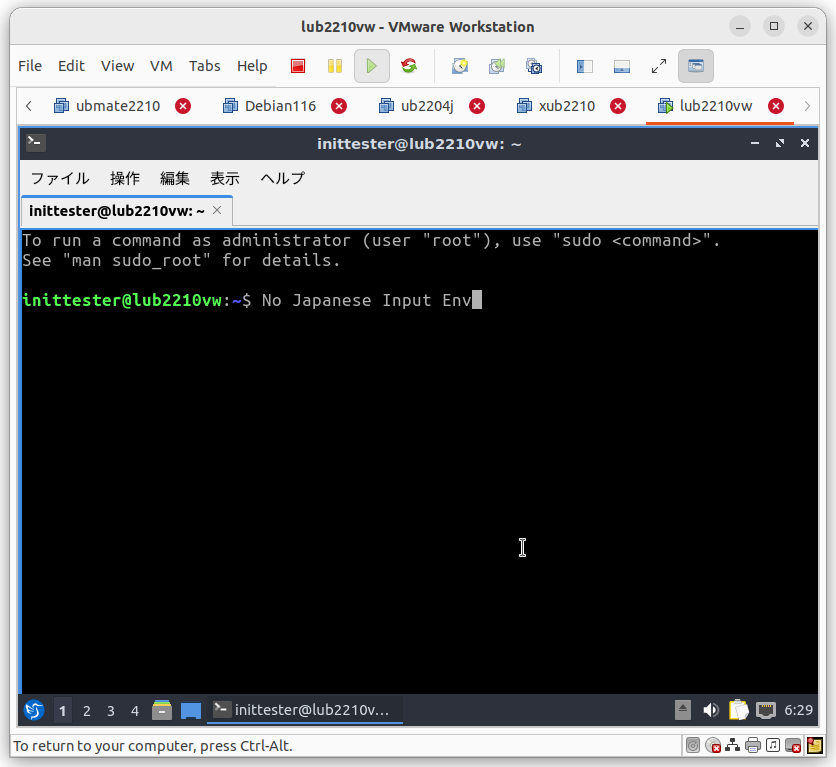 lub2210vw - VMware Workstation
File Edit View VM Tabs Help
ubmate2210 Debian116 ub2204j xub2210 lub2210vw
inittester@lub2210vw: ~
ファイル 操作 編集 表示 ヘルプ
inittester@lub2210vw: ~
To run a command as administrator (user "root"), use "sudo <command>".
See "man sudo_root" for details.
inittester@lub2210vw:~$ No Japanese Input Env
1 2 3 4 inittester@lub2210v... 6:29
To return to your computer, press Ctrl-Alt.